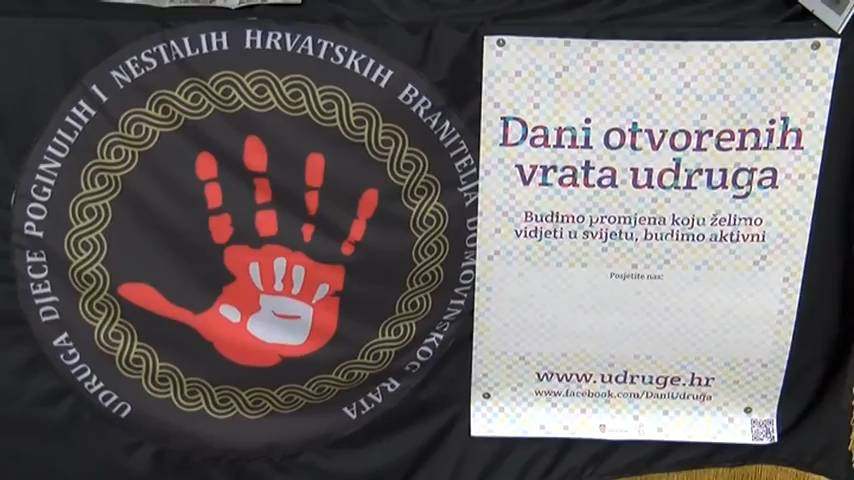 UDRUGA DJECE POGINULIH I NESTALIH HRVATSKIH BRANITELJA DOMOVINSKOG RATA
Dani otvorenih
vrata udruga
Budimo promjena koju želimo
vidjeti u svijetu, budimo aktivni
Posjetite nas:
www.udruge.hr
www.facebook.com/DaniUdruga